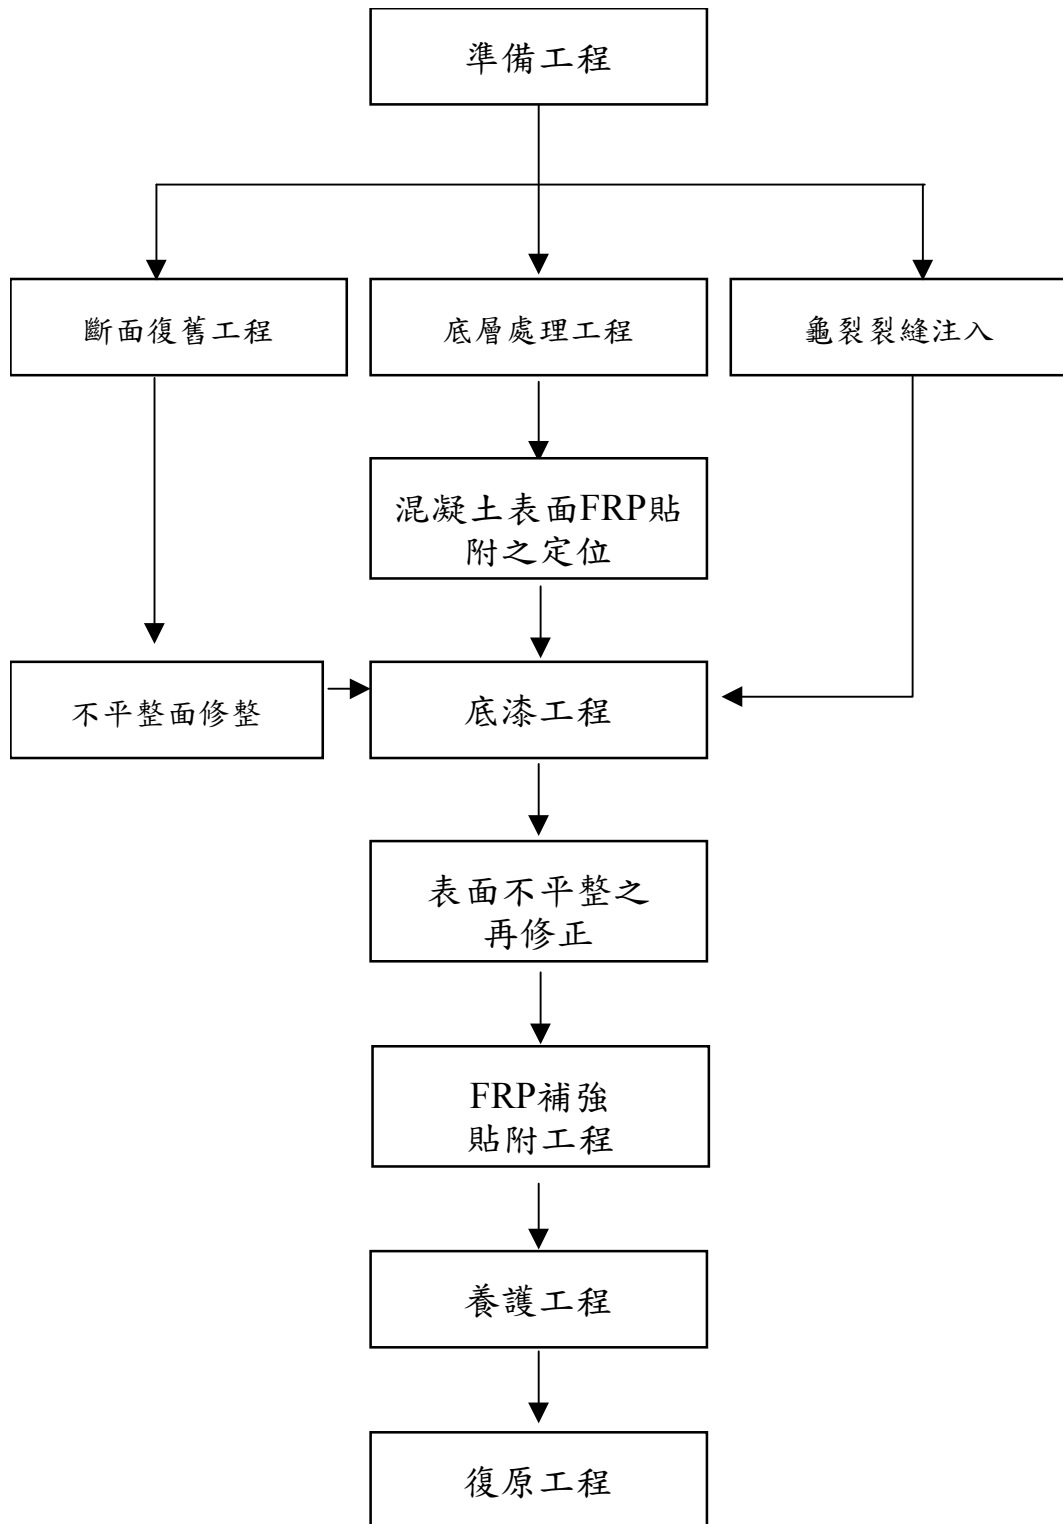 準備工程
斷面復舊工程
底層處理工程
龜裂裂縫注入
混凝土表面FRP貼
附之定位
不平整面修整
底漆工程
表面不平整之
再修正
FRP補強
貼附工程
養護工程
復原工程